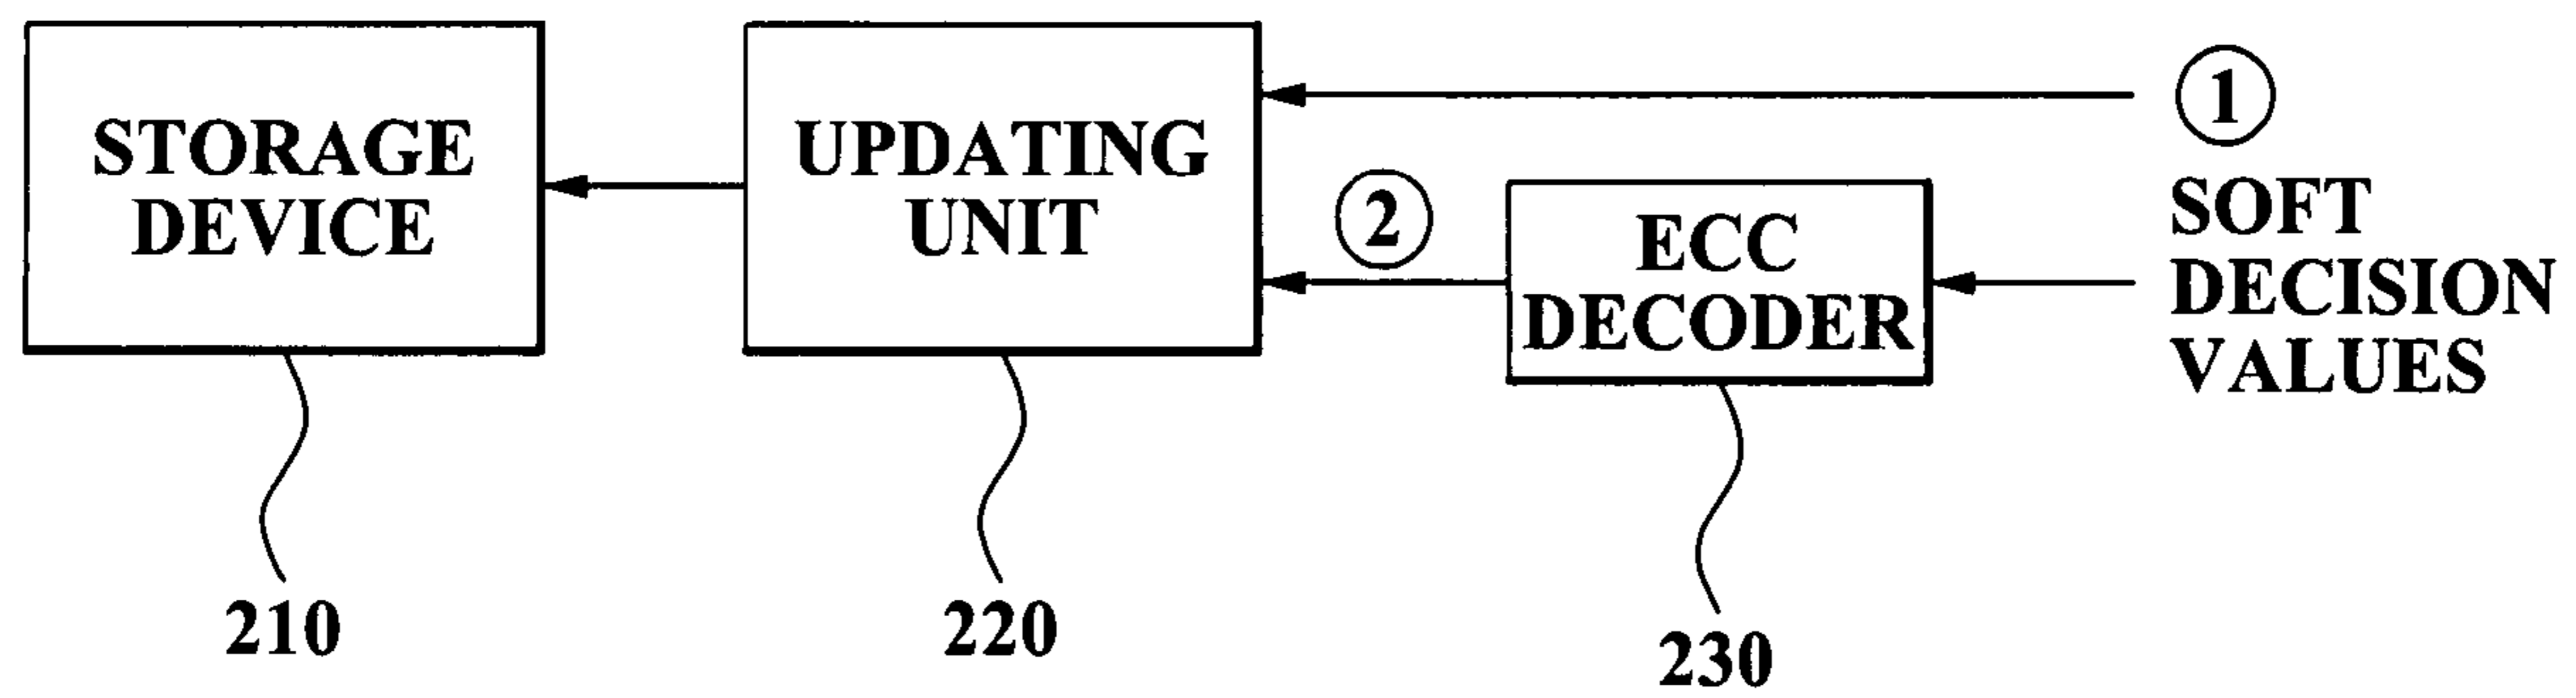 STORAGE
DEVICE
UPDATING
UNIT
1
2
ECC
DECODER
SOFT
DECISION
VALUES
210
220
230